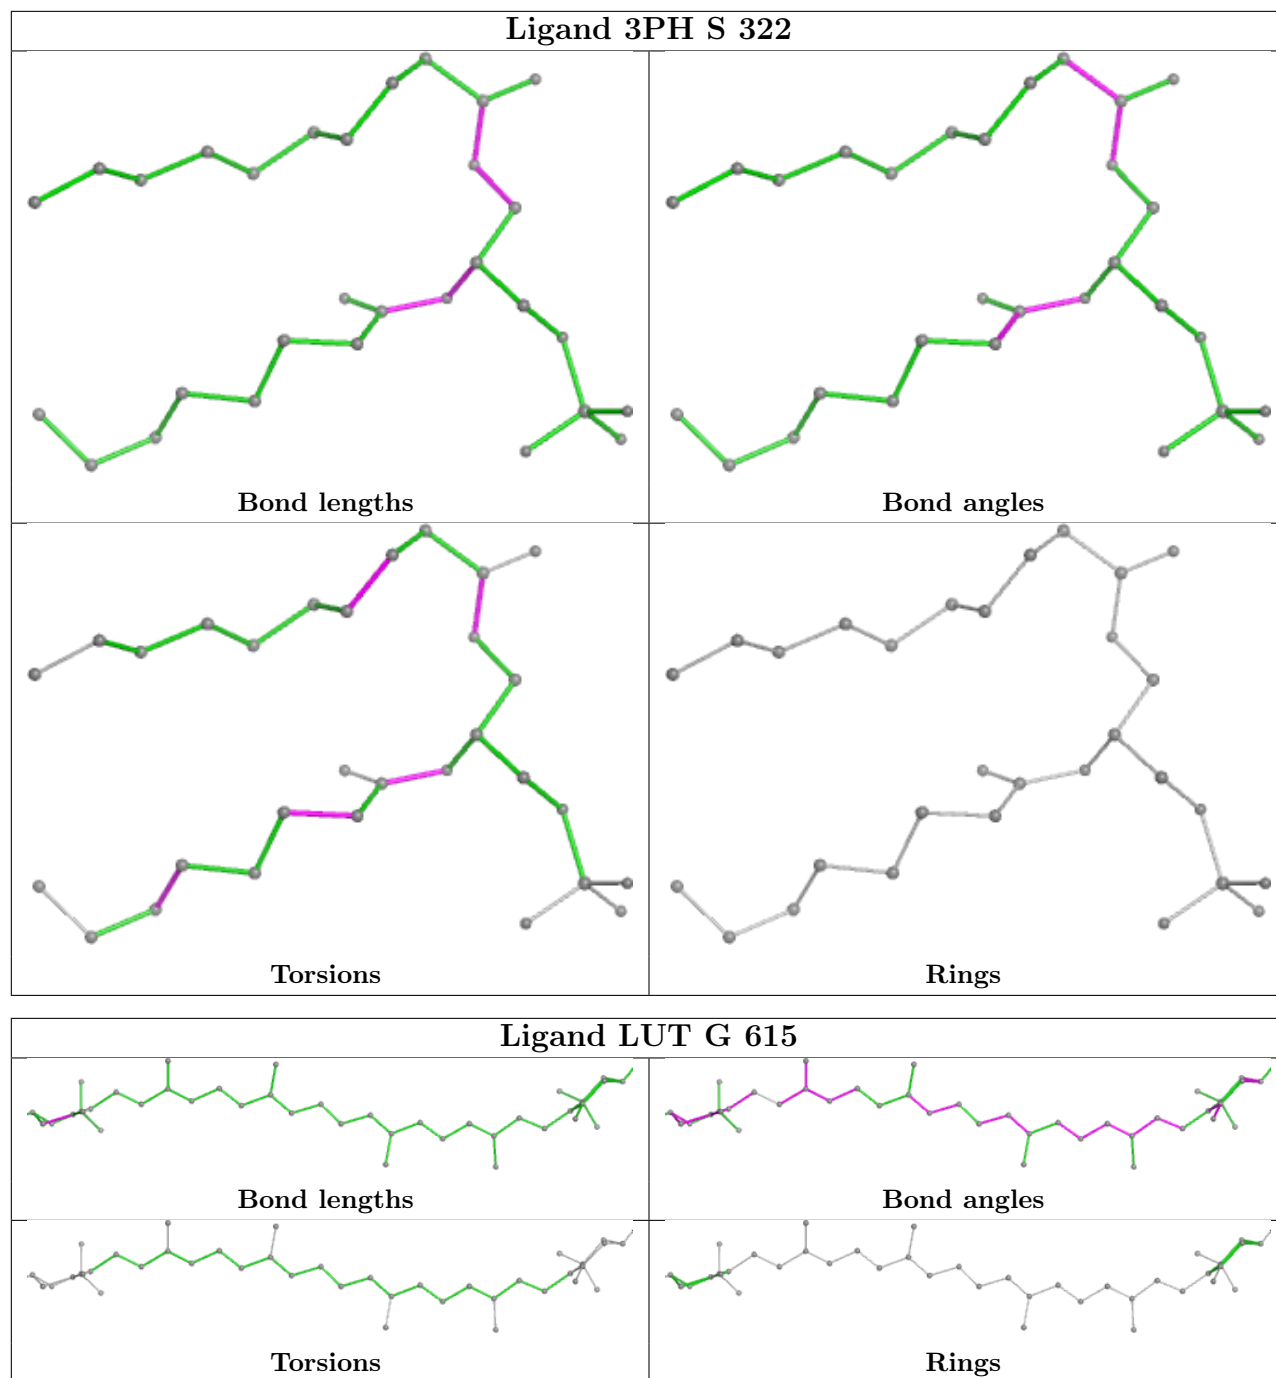 Ligand 3PH S 322
Bond lengths
Bond angles
Torsions
Rings
Ligand LUT G 615
Bond lengths
Bond angles
Torsions
Rings